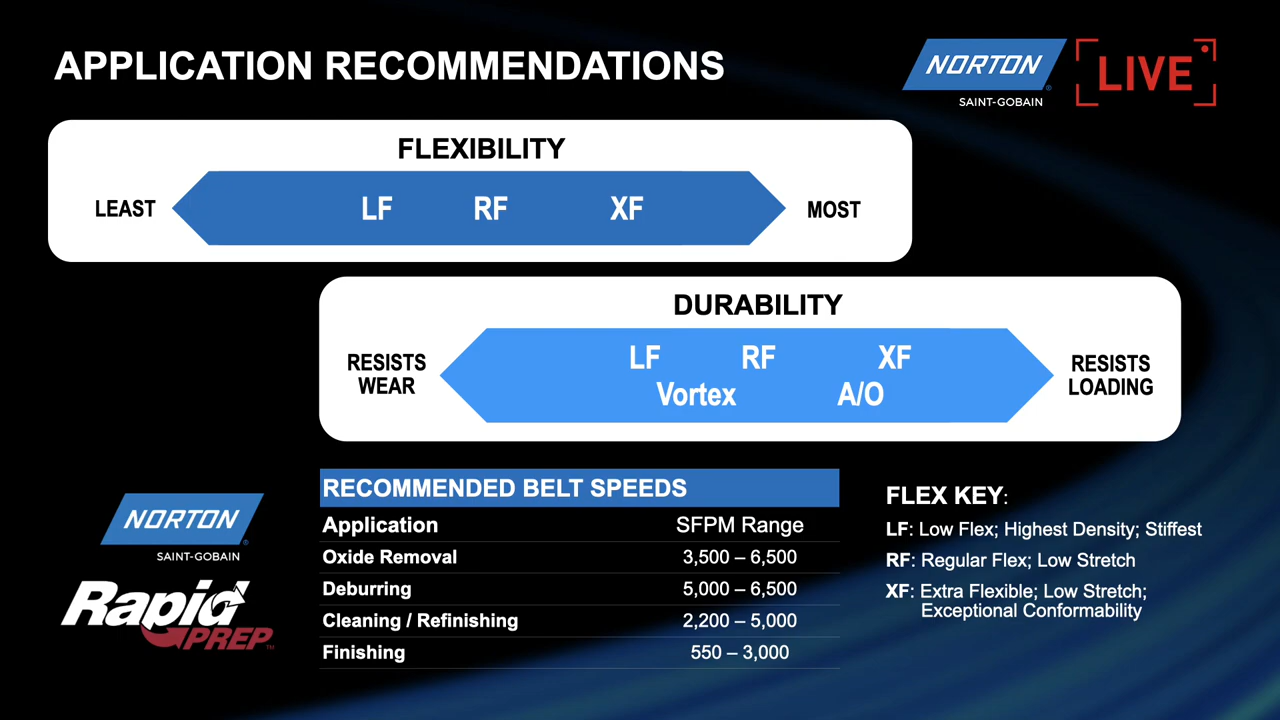 APPLICATION RECOMMENDATIONS
NORTON
SAINT-GOBAIN
LIVE
FLEXIBILITY
LEAST
LF RF XF
MOST
DURABILITY
RESISTS
WEAR
LF RF XF
Vortex A/O
RESISTS
LOADING
NORTON
SAINT-GOBAIN
Rapid
PREP™
RECOMMENDED BELT SPEEDS
Application SFPM Range
Oxide Removal 3,500 – 6,500
Deburring 5,000 – 6,500
Cleaning / Refinishing 2,200 – 5,000
Finishing 550 – 3,000
FLEX KEY:
LF: Low Flex; Highest Density; Stiffest
RF: Regular Flex; Low Stretch
XF: Extra Flexible; Low Stretch;
Exceptional Conformability